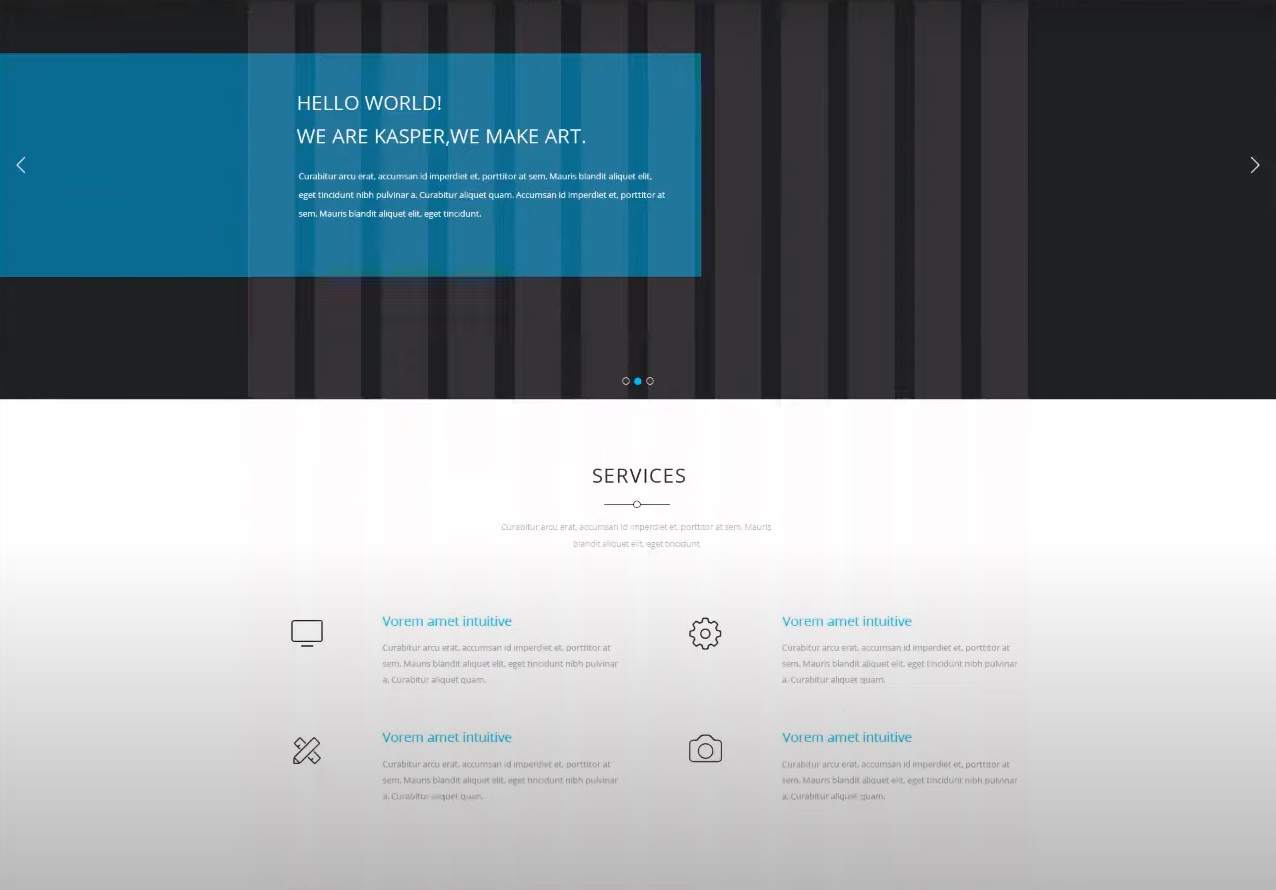 HELLO WORLD!
WE ARE KASPER,WE MAKE ART.
Curabitur arcu erat, accumsan id imperdiet et, porttitor at sem. Mauris blandit aliquet elit,
eget tincidunt nibh pulvinar a. Curabitur aliquet quam. Accumsan id imperdiet et, porttitor at
sem. Mauris blandit aliquet elit, eget tincidunt.
SERVICES
Curabitur arcu erat, accumsan id imperdiet et, porttitor at sem. Mauris
blandit aliquet elit, eget tincidunt.
Vorem amet intuitive
Curabitur arcu erat, accumsan id imperdiet et, porttitor at
sem. Mauris blandit aliquet elit, eget tincidunt nibh pulvinar
a. Curabitur aliquet quam.
Vorem amet intuitive
Curabitur arcu erat, accumsan id imperdiet et, porttitor at
sem. Mauris blandit aliquet elit, eget tincidunt nibh pulvinar
a. Curabitur aliquet quam.
Vorem amet intuitive
Curabitur arcu erat, accumsan id imperdiet et, porttitor at
sem. Mauris blandit aliquet elit, eget tincidunt nibh pulvinar
a. Curabitur aliquet quam.
Vorem amet intuitive
Curabitur arcu erat, accumsan id imperdiet et, porttitor at
sem. Mauris blandit aliquet elit, eget tincidunt nibh pulvinar
a. Curabitur aliquet quam.